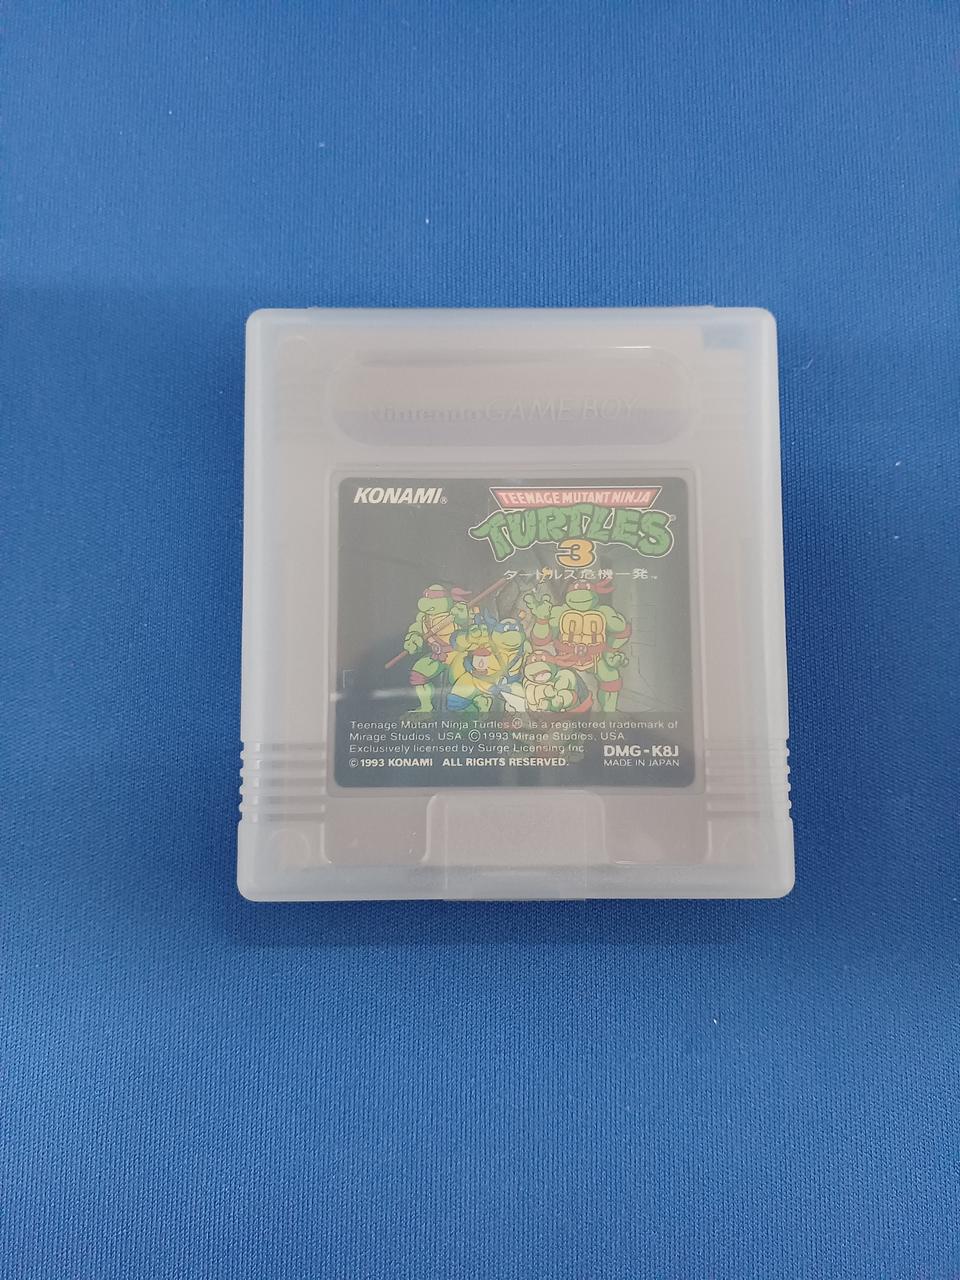 Nintendo GAME BOY
KONAMI®
TEENAGE MUTANT NINJA
TURTLES®
3
タートルズ危機一発™
Teenage Mutant Ninja Turtles® is a registered trademark of
Mirage Studios, USA. ©1993 Mirage Studios, USA.
Exclusively licensed by Surge Licensing Inc.
DMG-K8J
©1993 KONAMI ALL RIGHTS RESERVED.
MADE IN JAPAN